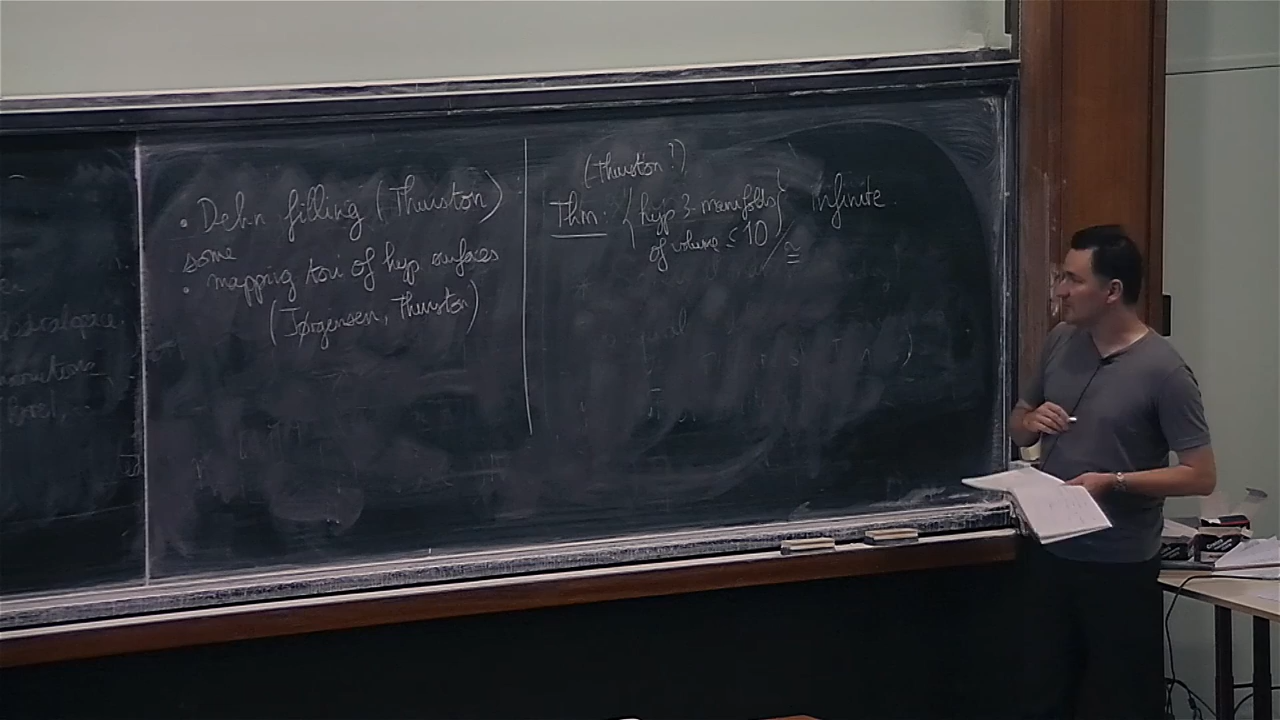 • Dehn filling (Thurston)
some
• mapping tori of hyp surfaces
(Jørgensen, Thurston)
(Thurston ?)
Thm: { hyp 3-manifolds
of volume ≤ 10 } / ≅ infinite.